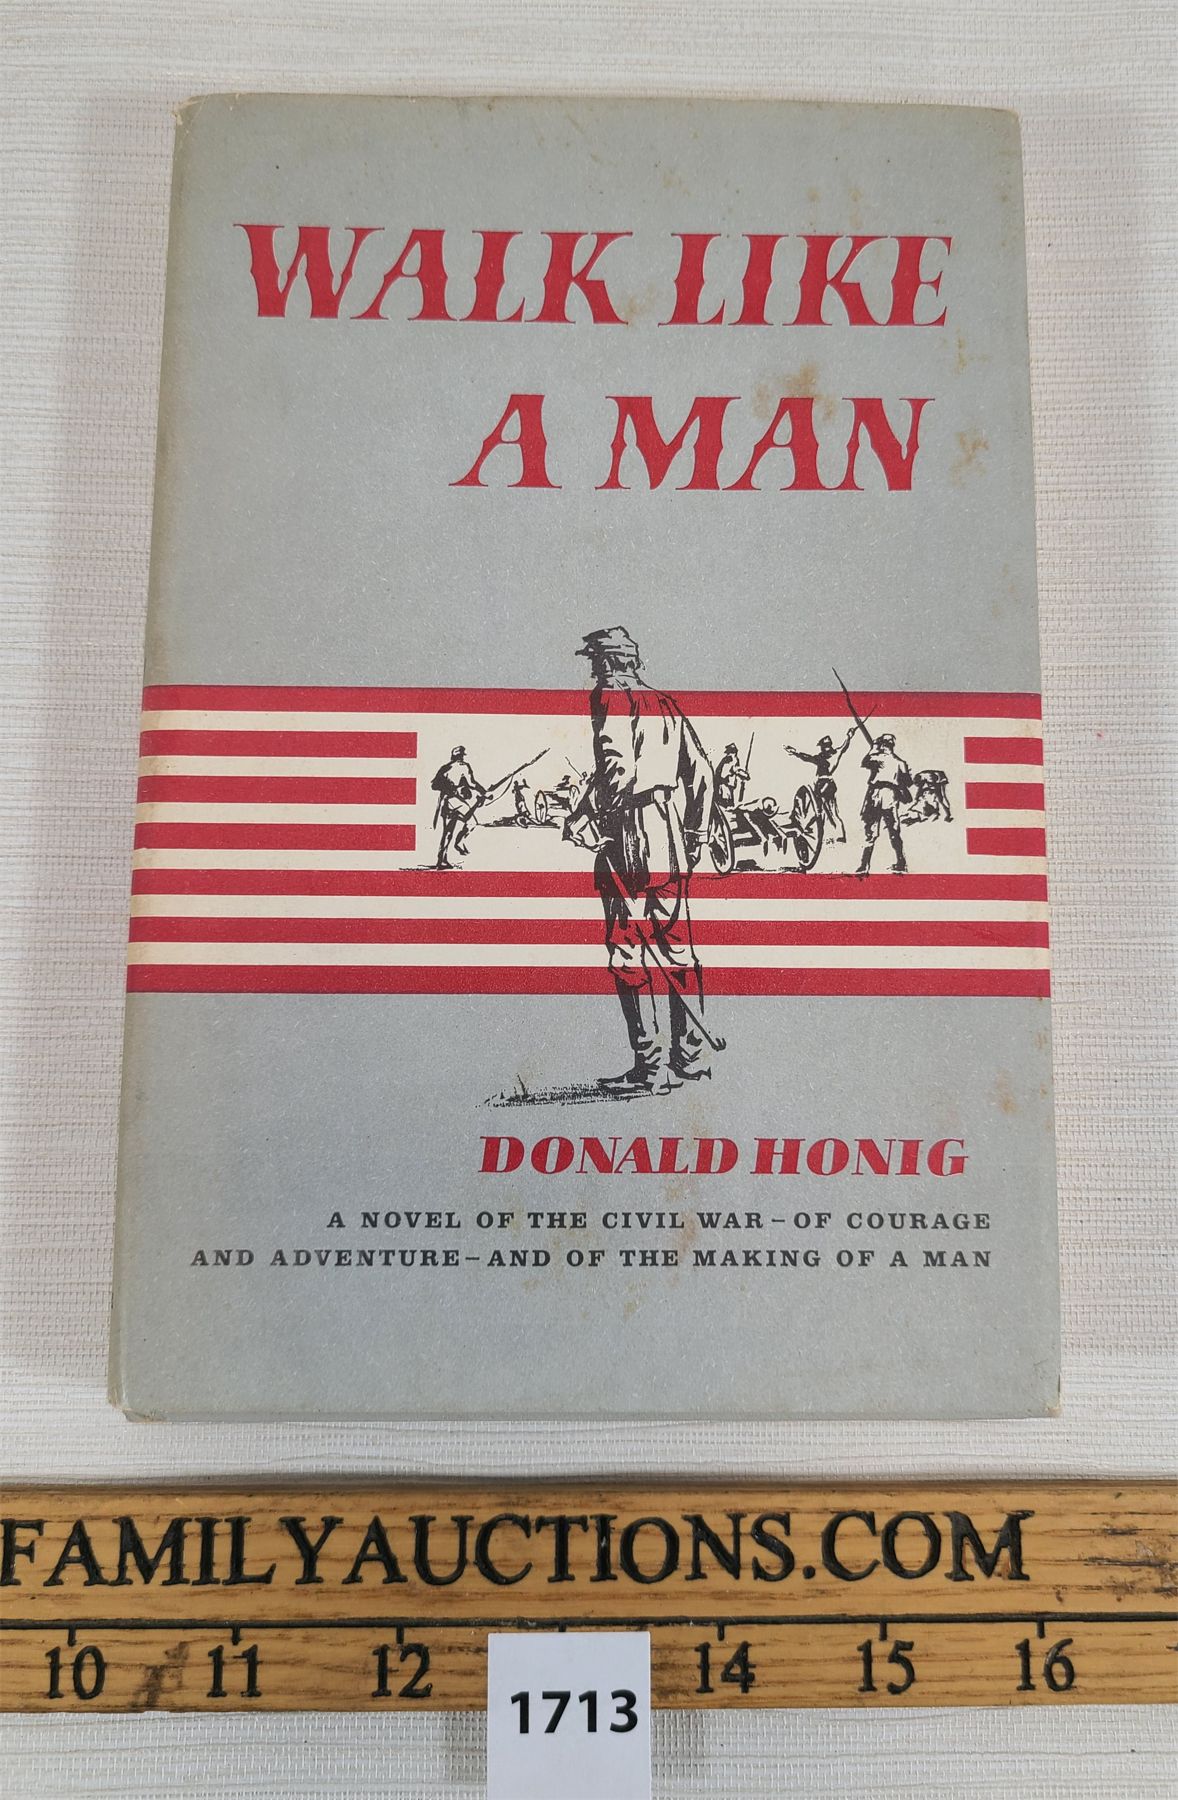 WALK LIKE
A MAN
DONALD HONIG
A NOVEL OF THE CIVIL WAR – OF COURAGE
AND ADVENTURE – AND OF THE MAKING OF A MAN
FAMILYAUCTIONS.COM
10 11 12 14 15 16
1713